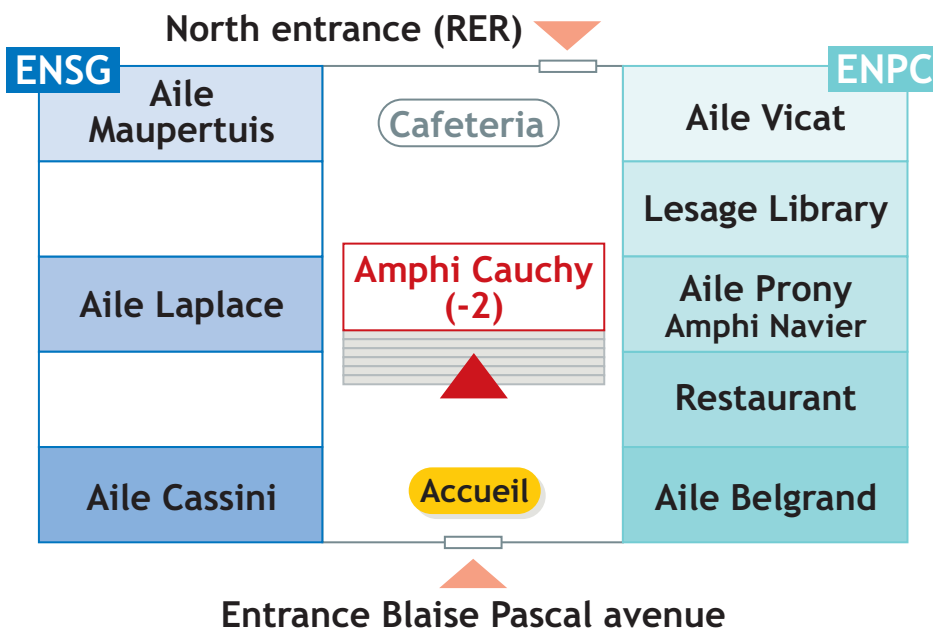 North entrance (RER)
ENSG
ENPC
Aile
Maupertuis
Cafeteria
Aile Vicat
Lesage Library
Amphi Cauchy
(-2)
Aile Laplace
Aile Prony
Amphi Navier
Restaurant
Aile Cassini
Accueil
Aile Belgrand
Entrance Blaise Pascal avenue